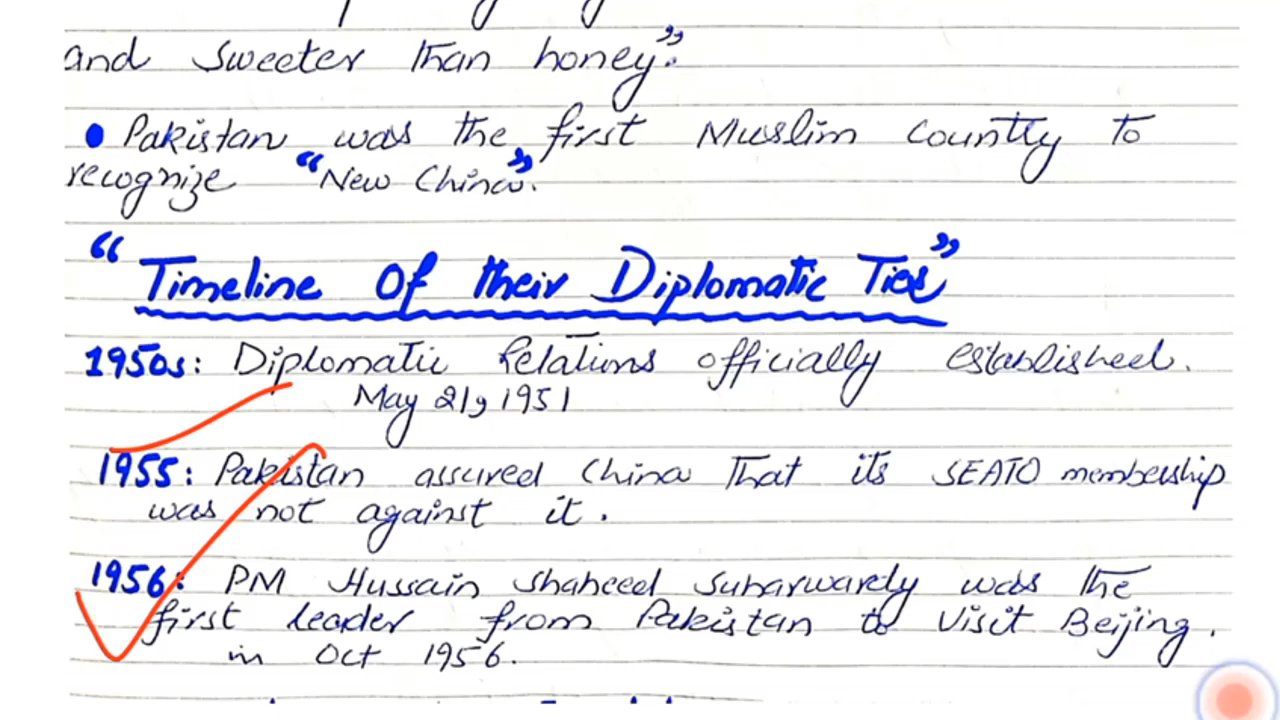 and sweeter than honey".
• Pakistan was the first Muslim country to
recognize "New China".
"Timeline Of their Diplomatic Ties"
1950s: Diplomatic Relations officially established.
May 21, 1951
1955: Pakistan assured China that its SEATO membership
was not against it.
1956: PM Hussain Shaheed Suharwardy was the
first leader from Pakistan to visit Beijing.
in Oct 1956.